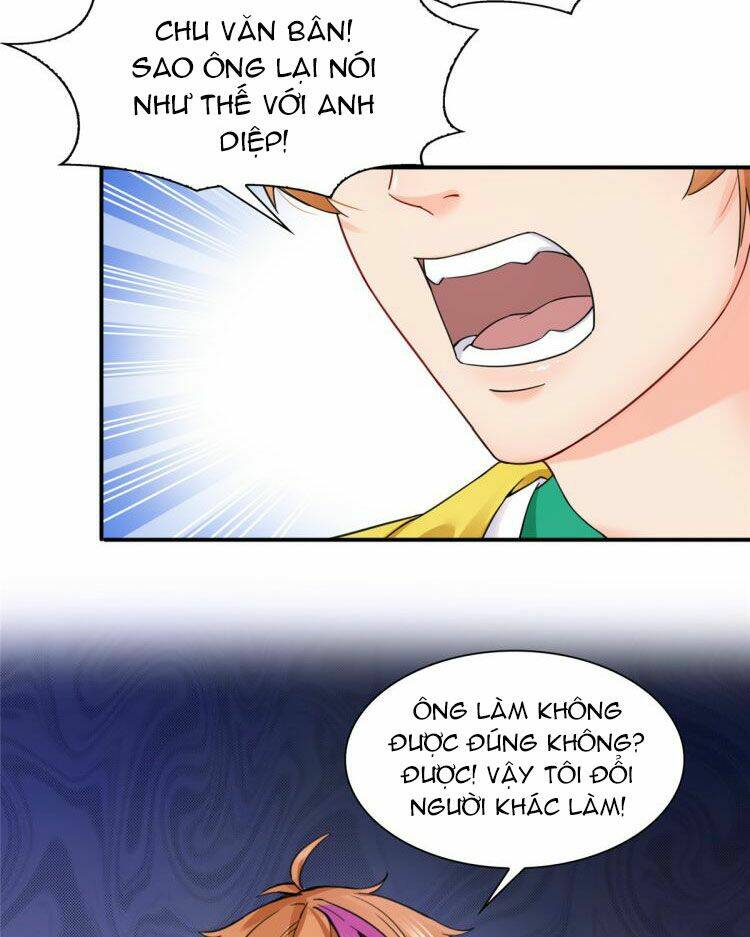 CHU VĂN BÂN!
SAO ÔNG LẠI NÓI
NHƯ THẾ VỚI ANH
DIỆP!
ÔNG LÀM KHÔNG
ĐƯỢC ĐÚNG KHÔNG?
ĐƯỢC! VẬY TÔI ĐỔI
NGƯỜI KHÁC LÀM!